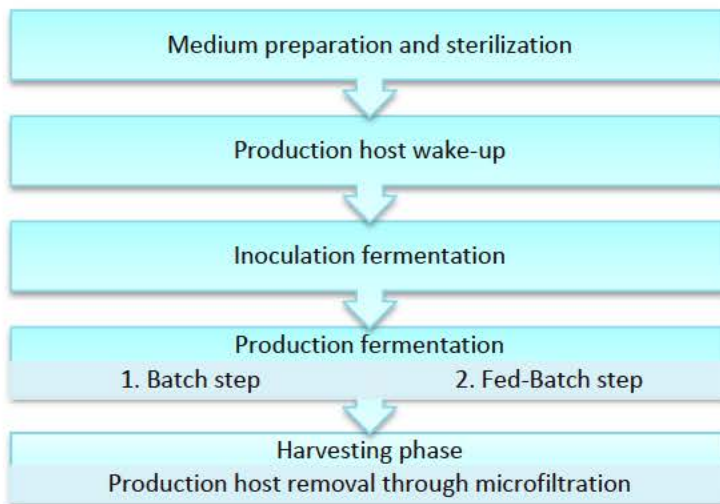 Medium preparation and sterilization
Production host wake-up
Inoculation fermentation
Production fermentation
1. Batch step 2. Fed-Batch step
Harvesting phase
Production host removal through microfiltration